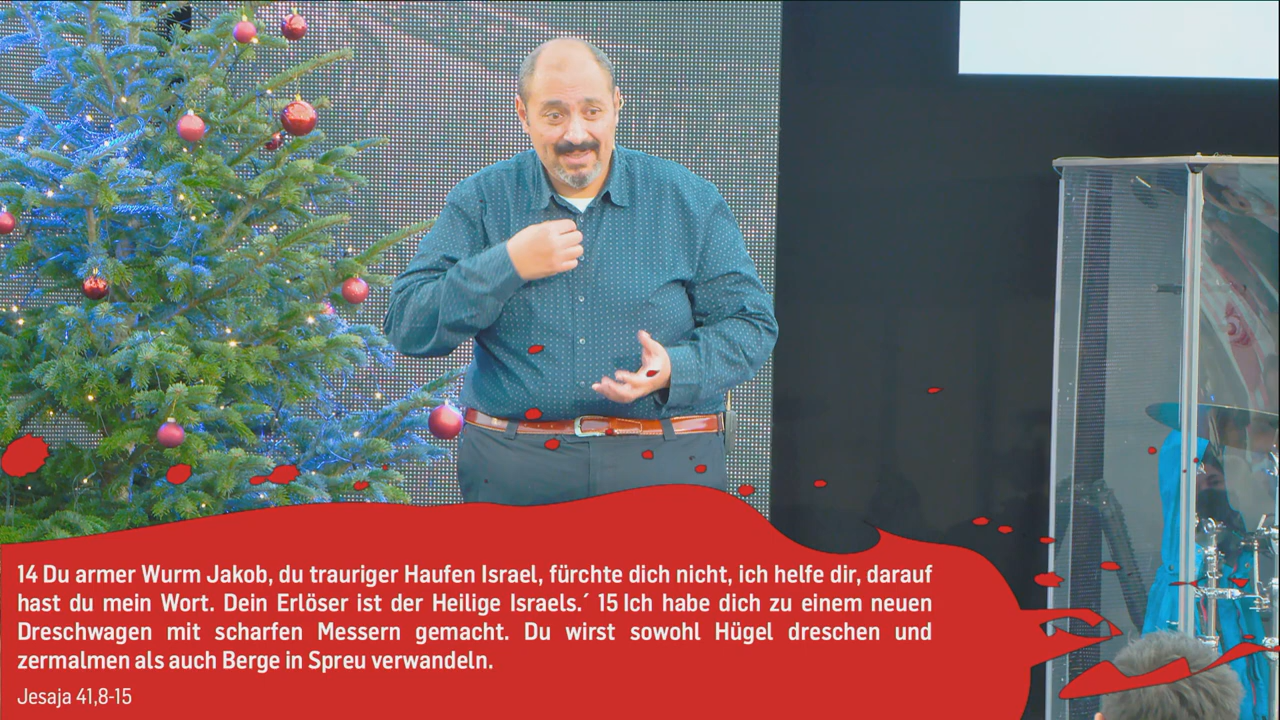 14 Du armer Wurm Jakob, du trauriger Haufen Israel, fürchte dich nicht, ich helfe dir, darauf
hast du mein Wort. Dein Erlöser ist der Heilige Israels.´ 15 Ich habe dich zu einem neuen
Dreschwagen mit scharfen Messern gemacht. Du wirst sowohl Hügel dreschen und
zermalmen als auch Berge in Spreu verwandeln.
Jesaja 41,8-15